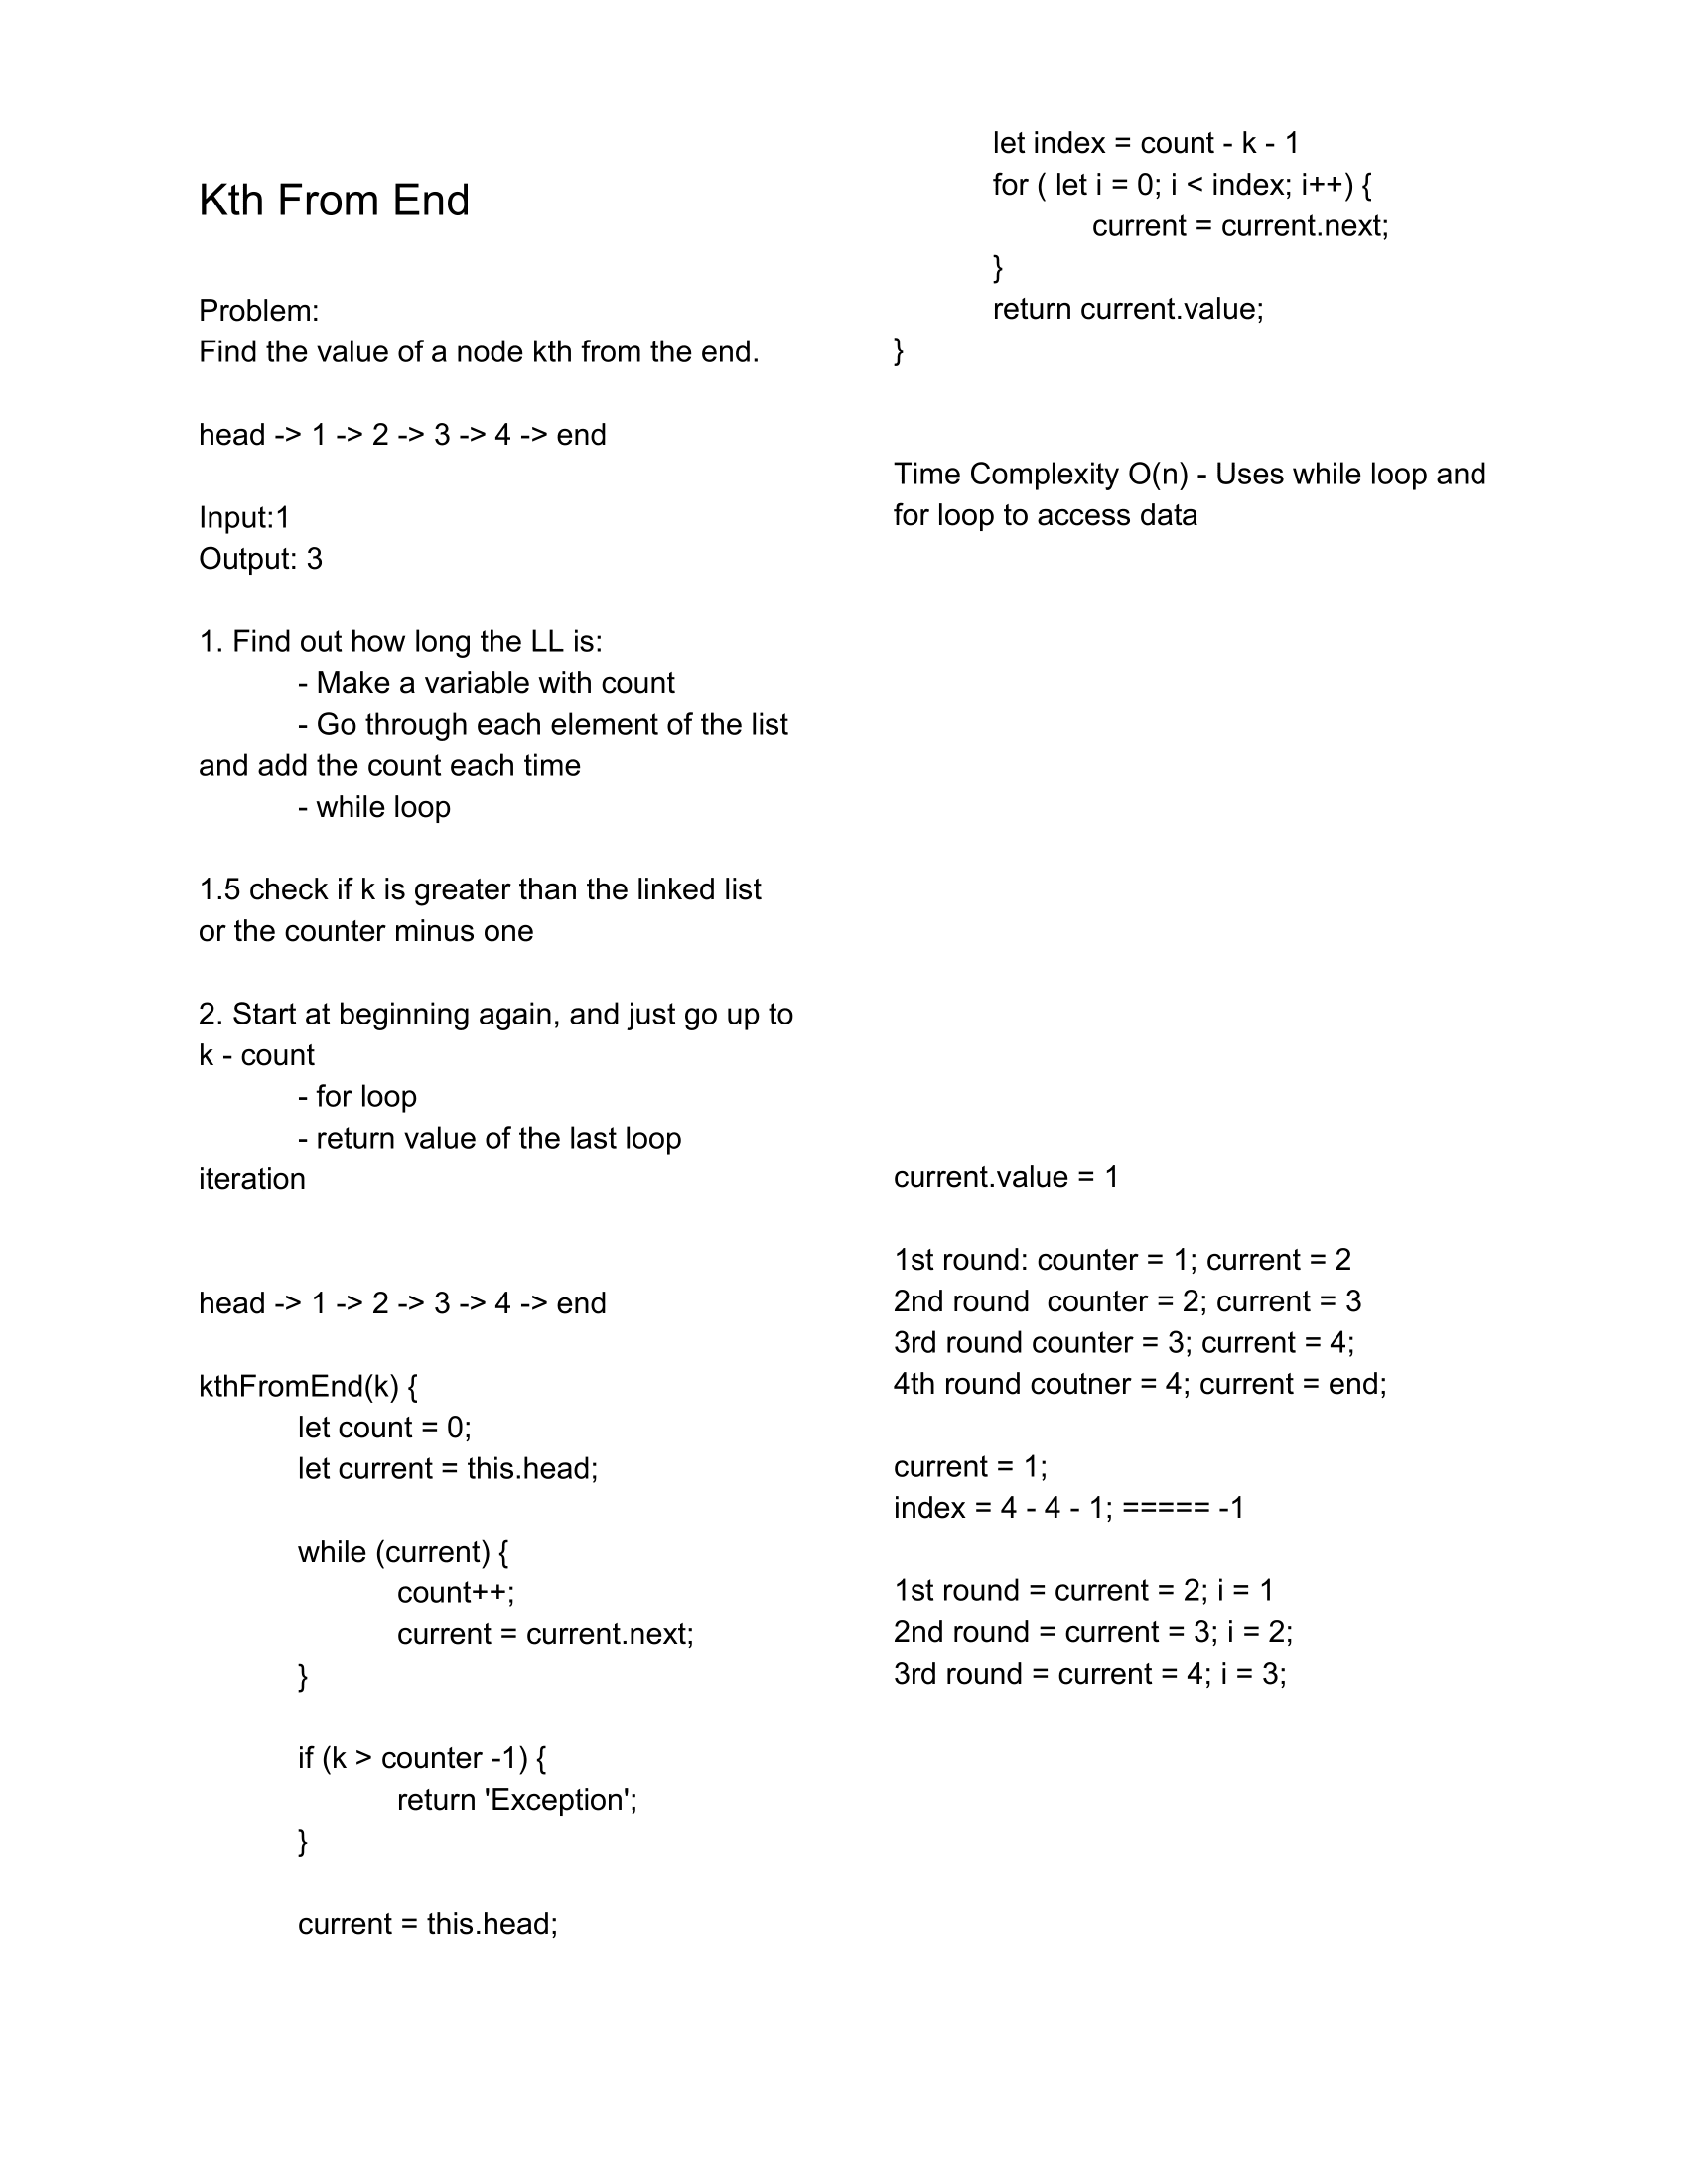 Kth From End
Problem:
Find the value of a node kth from the end.
head -> 1 -> 2 -> 3 -> 4 -> end
Input:1
Output: 3
1. Find out how long the LL is:
- Make a variable with count
- Go through each element of the list
and add the count each time
- while loop
1.5 check if k is greater than the linked list
or the counter minus one
2. Start at beginning again, and just go up to
k - count
- for loop
- return value of the last loop
iteration
head -> 1 -> 2 -> 3 -> 4 -> end
kthFromEnd(k) {
let count = 0;
let current = this.head;
while (current) {
count++;
current = current.next;
}
if (k > counter -1) {
return 'Exception';
}
current = this.head;
let index = count - k - 1
for ( let i = 0; i < index; i++) {
current = current.next;
}
return current.value;
}
Time Complexity O(n) - Uses while loop and
for loop to access data
current.value = 1
1st round: counter = 1; current = 2
2nd round  counter = 2; current = 3
3rd round counter = 3; current = 4;
4th round coutner = 4; current = end;
current = 1;
index = 4 - 4 - 1; ===== -1
1st round = current = 2; i = 1
2nd round = current = 3; i = 2;
3rd round = current = 4; i = 3;